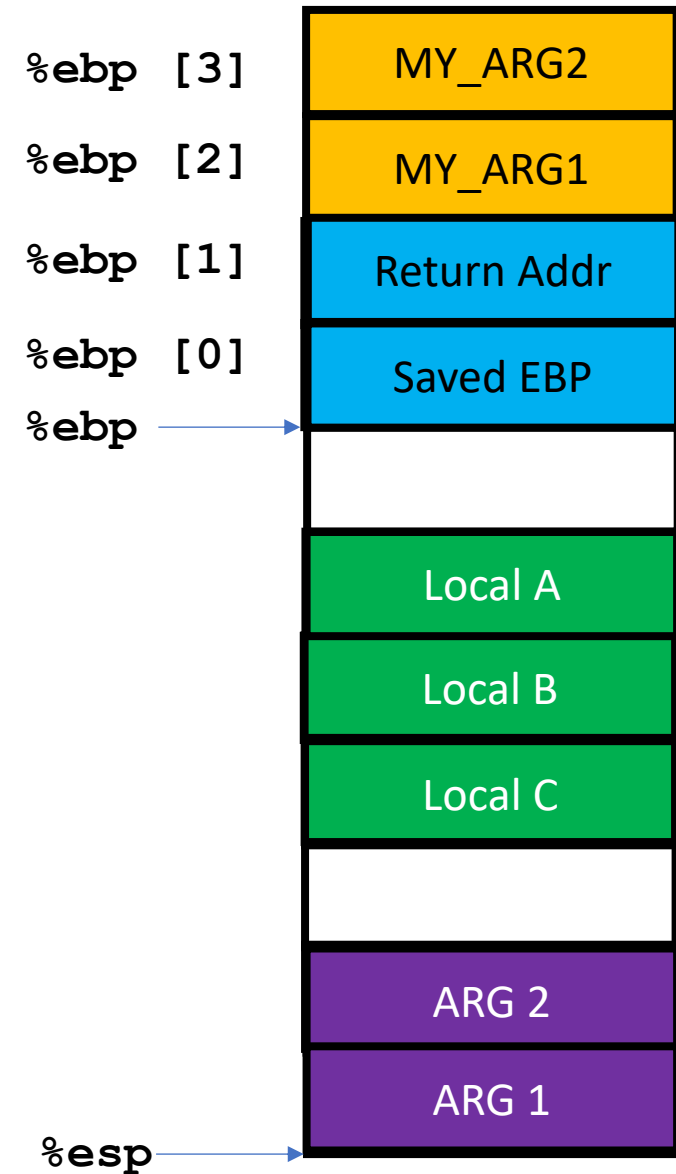 %ebp [3] MY_ARG2
%ebp [2] MY_ARG1
%ebp [1] Return Addr
%ebp [0] Saved EBP
%ebp
Local A
Local B
Local C
ARG 2
ARG 1
%esp